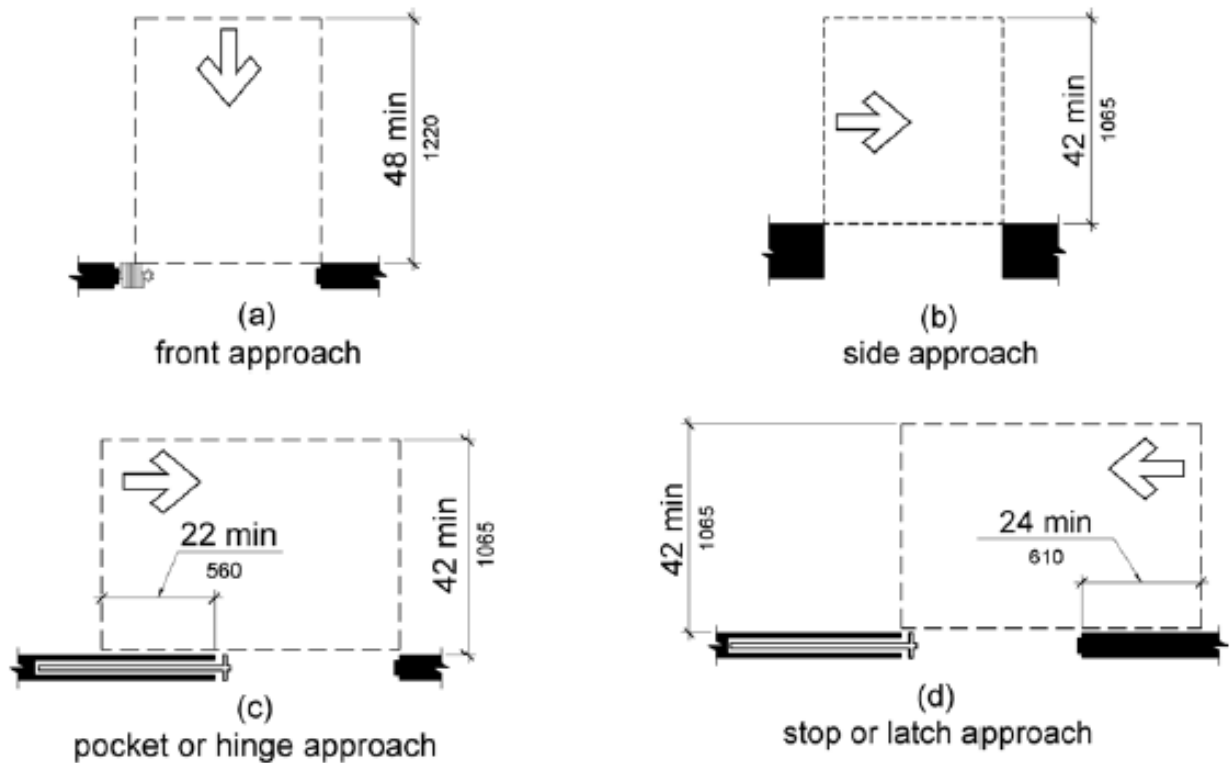 48 min
1220
(a)
front approach
42 min
1065
(b)
side approach
22 min
560
42 min
1065
(c)
pocket or hinge approach
42 min
1065
24 min
610
(d)
stop or latch approach